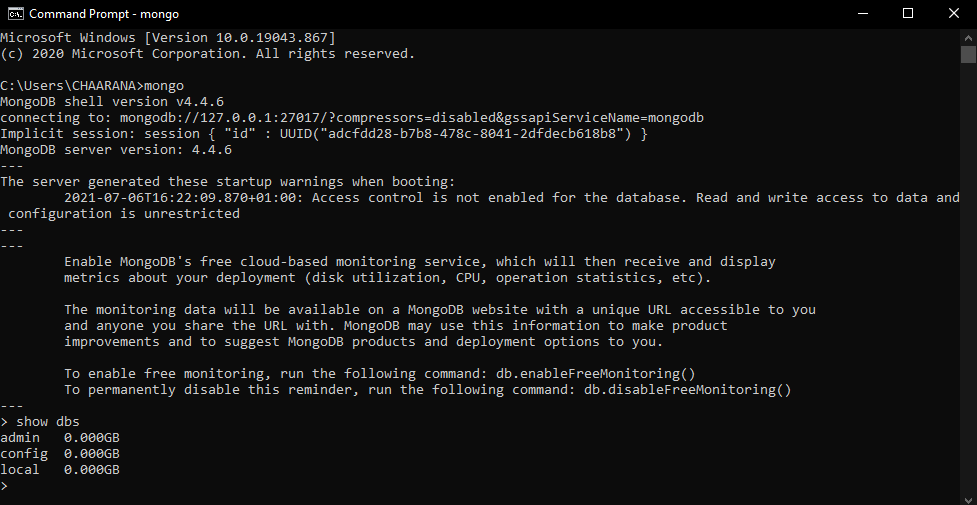 Command Prompt - mongo
Microsoft Windows [Version 10.0.19043.867]
(c) 2020 Microsoft Corporation. All rights reserved.
C:\Users\CHAARANA>mongo
MongoDB shell version v4.4.6
connecting to: mongodb://127.0.0.1:27017/?compressors=disabled&gssapiServiceName=mongodb
Implicit session: session { "id" : UUID("adcfdd28-b7b8-478c-8041-2dfdecb618b8") }
MongoDB server version: 4.4.6
---
The server generated these startup warnings when booting:
        2021-07-06T16:22:09.870+01:00: Access control is not enabled for the database. Read and write access to data and
 configuration is unrestricted
---
---
        Enable MongoDB's free cloud-based monitoring service, which will then receive and display
        metrics about your deployment (disk utilization, CPU, operation statistics, etc).
        The monitoring data will be available on a MongoDB website with a unique URL accessible to you
        and anyone you share the URL with. MongoDB may use this information to make product
        improvements and to suggest MongoDB products and deployment options to you.
        To enable free monitoring, run the following command: db.enableFreeMonitoring()
        To permanently disable this reminder, run the following command: db.disableFreeMonitoring()
---
> show dbs
admin   0.000GB
config  0.000GB
local   0.000GB
>